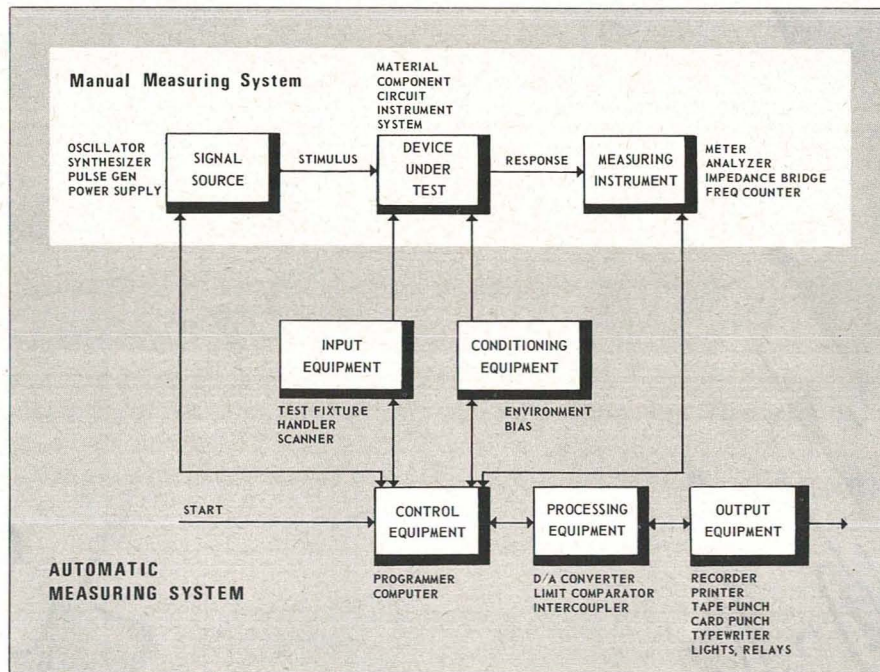 Manual Measuring System
MATERIAL
COMPONENT
CIRCUIT
INSTRUMENT
SYSTEM
OSCILLATOR
SYNTHESIZER
PULSE GEN
POWER SUPPLY
SIGNAL
SOURCE
STIMULUS
DEVICE
UNDER
TEST
RESPONSE
MEASURING
INSTRUMENT
METER
ANALYZER
IMPEDANCE BRIDGE
FREQ COUNTER
INPUT
EQUIPMENT
TEST FIXTURE
HANDLER
SCANNER
CONDITIONING
EQUIPMENT
ENVIRONMENT
BIAS
START
CONTROL
EQUIPMENT
PROGRAMMER
COMPUTER
PROCESSING
EQUIPMENT
D/A CONVERTER
LIMIT COMPARATOR
INTERCOUPLER
OUTPUT
EQUIPMENT
RECORDER
PRINTER
TAPE PUNCH
CARD PUNCH
TYPEWRITER
LIGHTS, RELAYS
AUTOMATIC
MEASURING SYSTEM